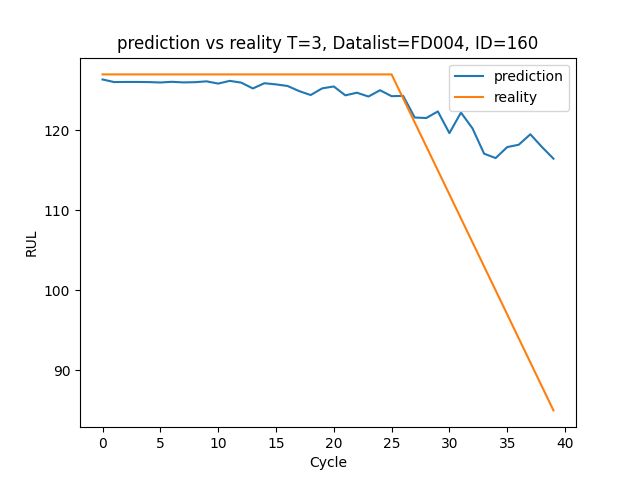 prediction vs reality T=3, Datalist=FD004, ID=160
prediction
reality
120
110
100
90
RUL
0 5 10 15 20 25 30 35 40
Cycle